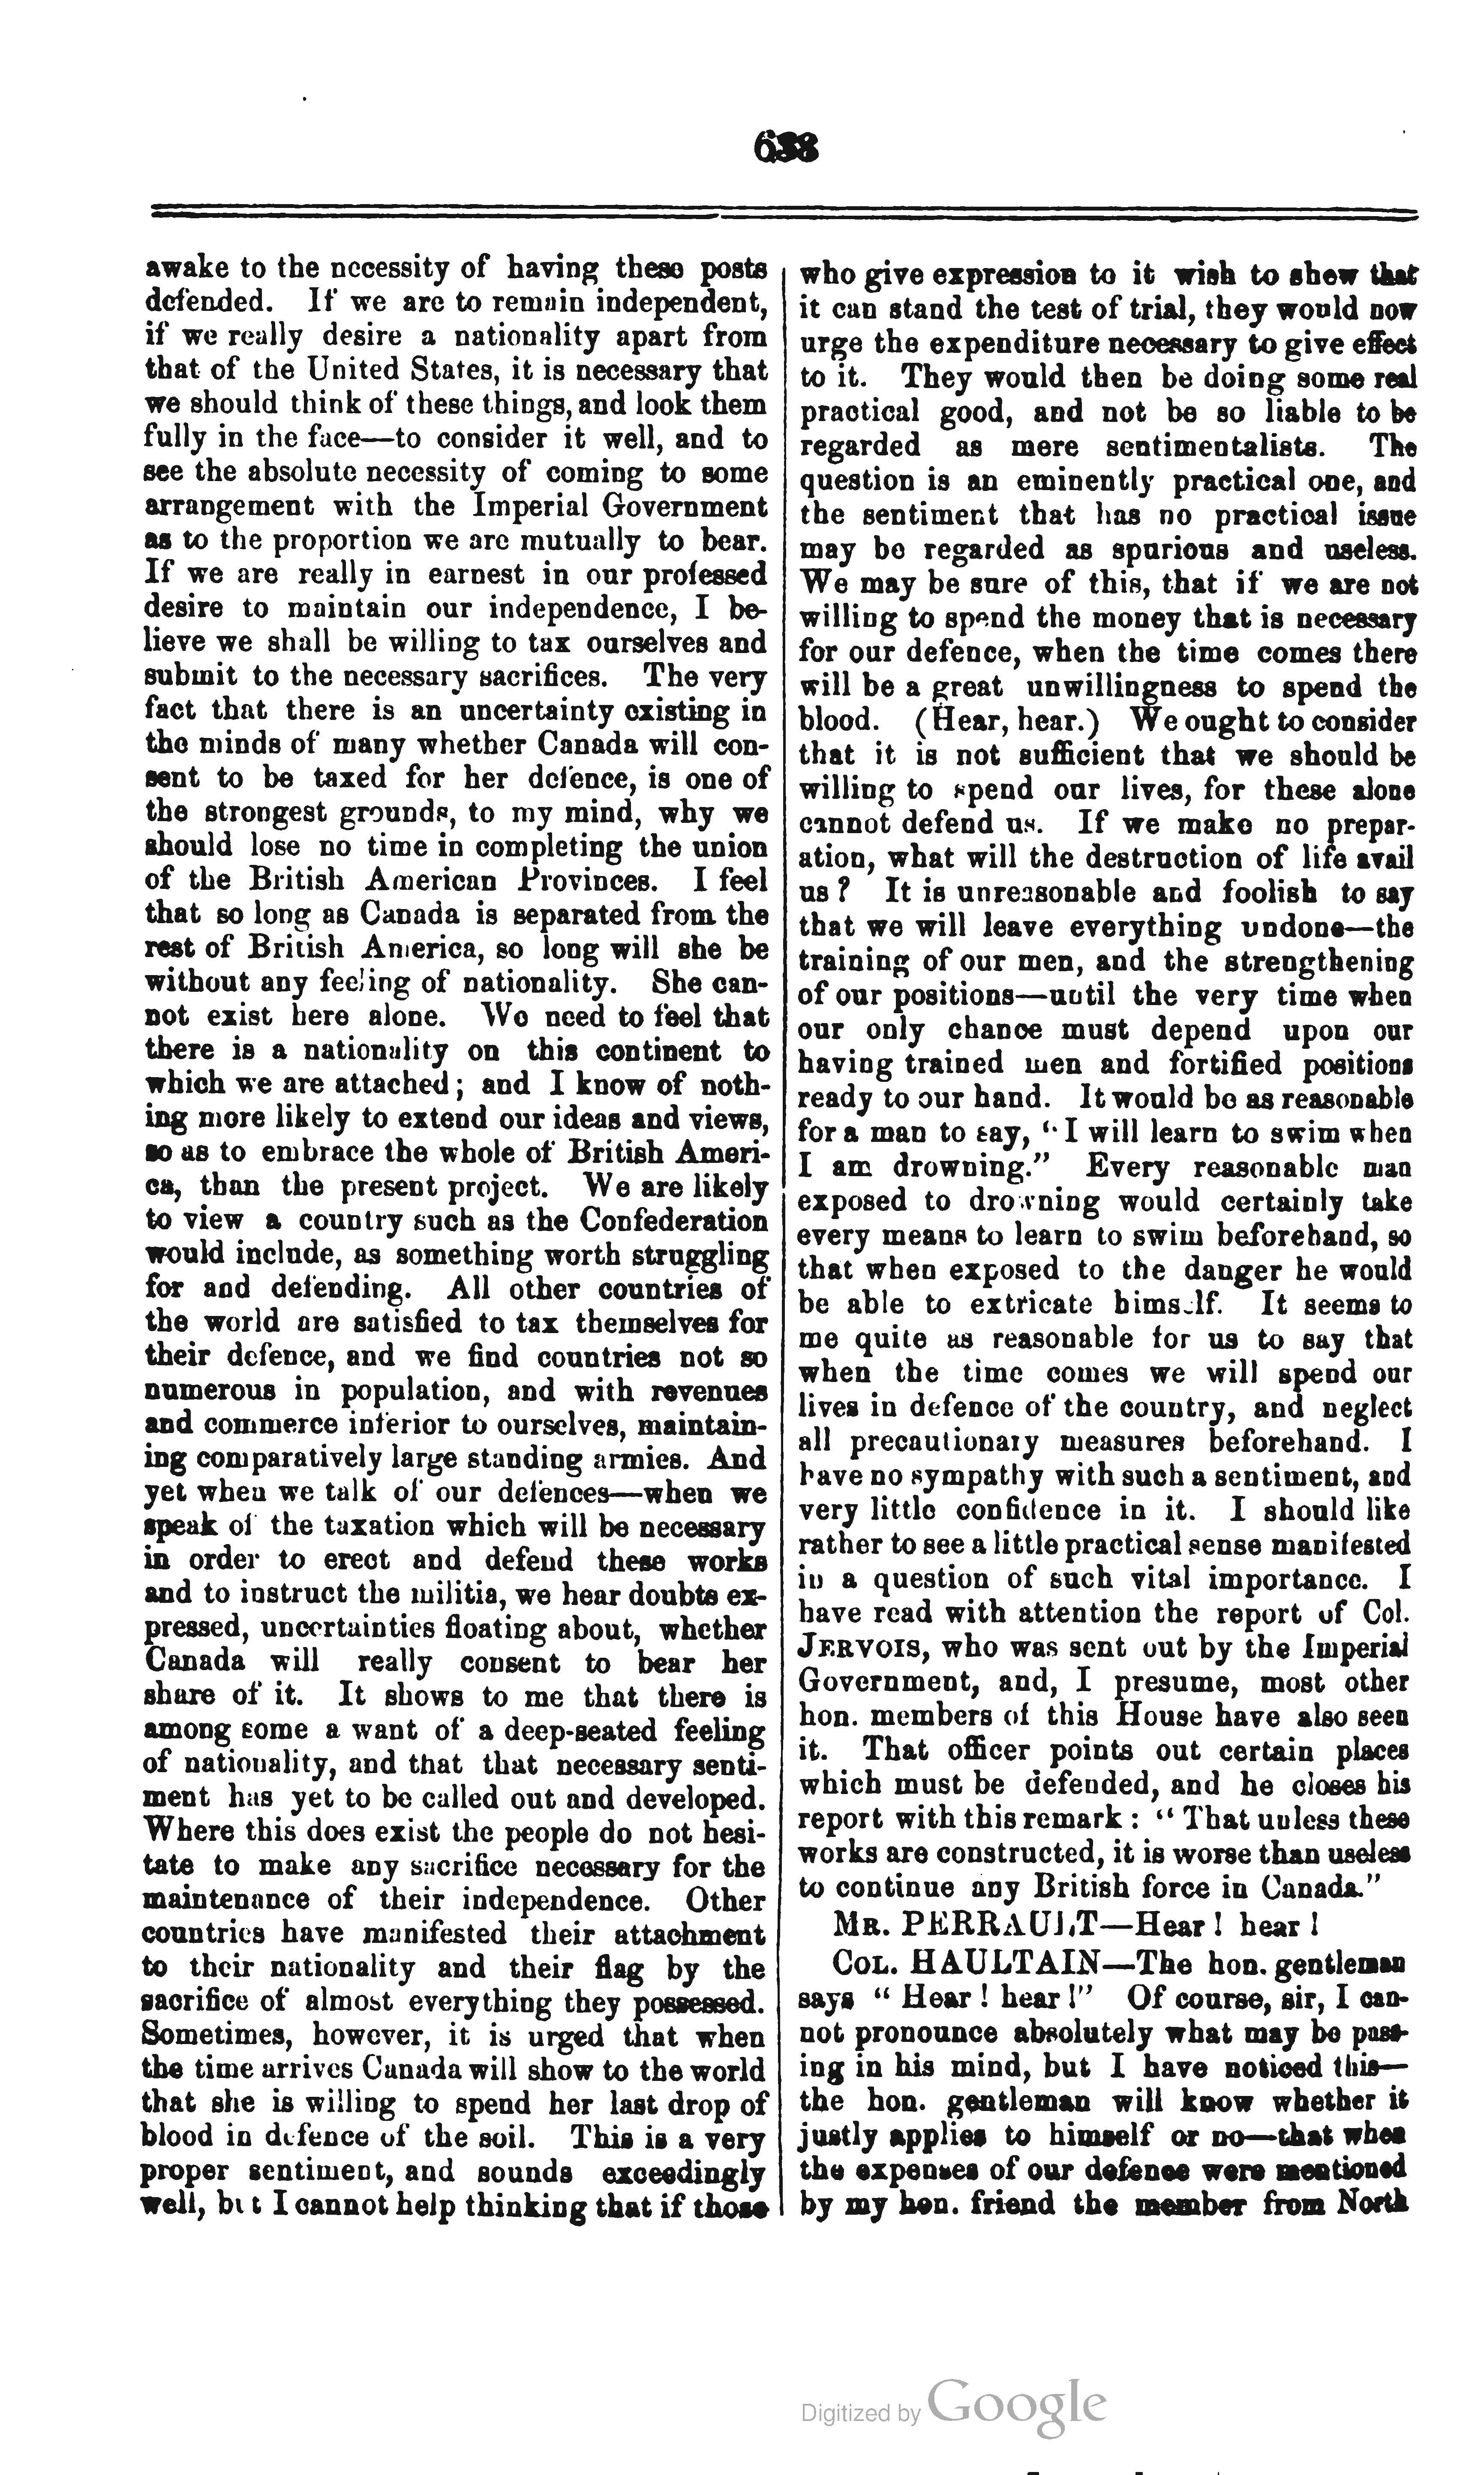 638
awake to the necessity of having these posts
defended. If we are to remain independent,
if we really desire a nationality apart from
that of the United States, it is necessary that
we should think of these things, and look them
fully in the face—to consider it well, and to
see the absolute necessity of coming to some
arrangement with the Imperial Government
as to the proportion we are mutually to bear.
If we are really in earnest in our professed
desire to maintain our independence, I be-
lieve we shall be willing to tax ourselves and
submit to the necessary sacrifices. The very
fact that there is an uncertainty existing in
the minds of many whether Canada will con-
sent to be taxed for her defence, is one of
the strongest grounds, to my mind, why we
should lose no time in completing the union
of the British American Provinces. I feel
that so long as Canada is separated from the
rest of British America, so long will she be
without any feeling of nationality. She can-
not exist here alone. We need to feel that
there is a nationality on this continent to
which we are attached; and I know of noth-
ing more likely to extend our ideas and views,
so as to embrace the whole of British Ameri-
ca, than the present project. We are likely
to view a country such as the Confederation
would include, as something worth struggling
for and defending. All other countries of
the world are satisfied to tax themselves for
their defence, and we find countries not so
numerous in population, and with revenues
and commerce inferior to ourselves, maintain-
ing comparatively large standing armies. And
yet when we talk of our defences—when we
speak of the taxation which will be necessary
in order to erect and defend these works
and to instruct the militia, we hear doubts ex-
pressed, uncertainties floating about, whether
Canada will really consent to bear her
share of it. It shows to me that there is
among some a want of a deep-seated feeling
of nationality, and that that necessary senti-
ment has yet to be called out and developed.
Where this does exist the people do not hesi-
tate to make any sacrifice necessary for the
maintenance of their independence. Other
countries have manifested their attachment
to their nationality and their flag by the
sacrifice of almost everything they possessed.
Sometimes, however, it is urged that when
the time arrives Canada will show to the world
that she is willing to spend her last drop of
blood in defence of the soil. This is a very
proper sentiment, and sounds exceedingly
well, but I cannot help thinking that if those
who give expression to it wish to shew that
it can stand the test of trial, they would now
urge the expenditure necessary to give effect
to it. They would then be doing some real
practical good, and not be so liable to be
regarded as mere sentimentalists. The
question is an eminently practical one, and
the sentiment that has no practical issue
may be regarded as spurious and useless.
We may be sure of this, that if we are not
willing to spend the money that is necessary
for our defence, when the time comes there
will be a great unwillingness to spend the
blood. (Hear, hear.) We ought to consider
that it is not sufficient that we should be
willing to spend our lives, for these alone
cannot defend us. If we make no prepar-
ation, what will the destruction of life avail
us? It is unreasonable and foolish to say
that we will leave everything undone—the
training of our men, and the strengthening
of our positions—until the very time when
our only chance must depend upon our
having trained men and fortified positions
ready to our hand. It would be as reasonable
for a man to say, "I will learn to swim when
I am drowning." Every reasonable man
exposed to drowning would certainly take
every means to learn to swim beforehand, so
that when exposed to the danger he would
be able to extricate himself. It seems to
me quite as reasonable for us to say that
when the time comes we will spend our
lives in defence of the country, and neglect
all precautionary measures beforehand. I
have no sympathy with such a sentiment, and
very little confidence in it. I should like
rather to see a little practical sense manifested
in a question of such vital importance. I
have read with attention the report of Col.
JERVOIS, who was sent out by the Imperial
Government, and, I presume, most other
hon. members of this House have also seen
it. That officer points out certain places
which must be defended, and he closes his
report with this remark: "That unless these
works are constructed, it is worse than useless
to continue any British force in Canada."
MR. PERRAULT—Hear! hear!
COL. HAULTAIN—The hon. gentleman
says "Hear! hear!" Of course, sir, I can-
not pronounce absolutely what may be pass-
ing in his mind, but I have noticed this—
the hon. gentleman will know whether it
justly applies to himself or no—that when
the expenses of our defence were mentioned
by my hon. friend the member from North
Digitized by Google